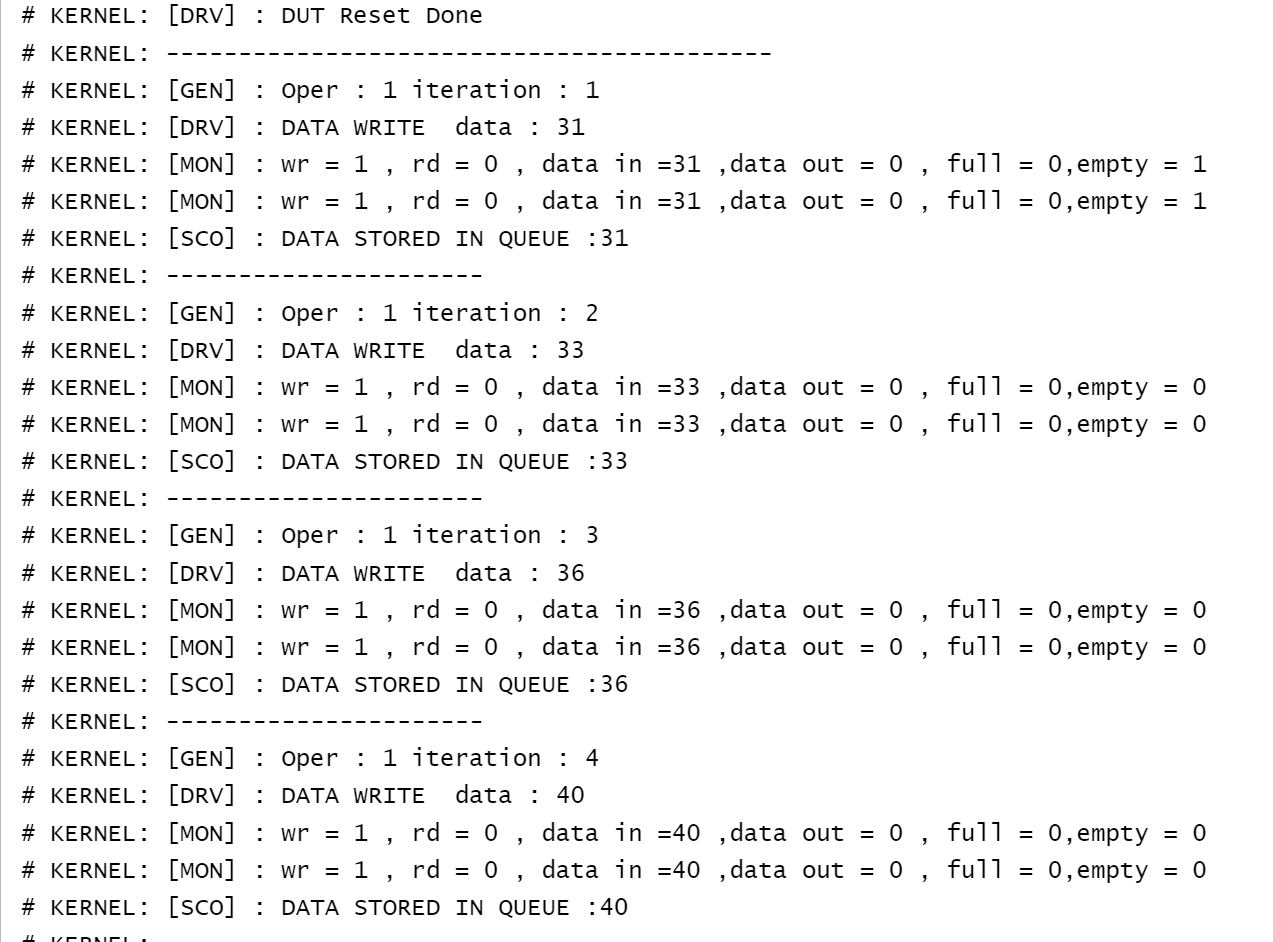 # KERNEL: [DRV] : DUT Reset Done
# KERNEL: ------------------------------------------
# KERNEL: [GEN] : Oper : 1 iteration : 1
# KERNEL: [DRV] : DATA WRITE  data : 31
# KERNEL: [MON] : wr = 1 , rd = 0 , data in =31 ,data out = 0 , full = 0,empty = 1
# KERNEL: [MON] : wr = 1 , rd = 0 , data in =31 ,data out = 0 , full = 0,empty = 1
# KERNEL: [SCO] : DATA STORED IN QUEUE :31
# KERNEL: ----------------------
# KERNEL: [GEN] : Oper : 1 iteration : 2
# KERNEL: [DRV] : DATA WRITE  data : 33
# KERNEL: [MON] : wr = 1 , rd = 0 , data in =33 ,data out = 0 , full = 0,empty = 0
# KERNEL: [MON] : wr = 1 , rd = 0 , data in =33 ,data out = 0 , full = 0,empty = 0
# KERNEL: [SCO] : DATA STORED IN QUEUE :33
# KERNEL: ----------------------
# KERNEL: [GEN] : Oper : 1 iteration : 3
# KERNEL: [DRV] : DATA WRITE  data : 36
# KERNEL: [MON] : wr = 1 , rd = 0 , data in =36 ,data out = 0 , full = 0,empty = 0
# KERNEL: [MON] : wr = 1 , rd = 0 , data in =36 ,data out = 0 , full = 0,empty = 0
# KERNEL: [SCO] : DATA STORED IN QUEUE :36
# KERNEL: ----------------------
# KERNEL: [GEN] : Oper : 1 iteration : 4
# KERNEL: [DRV] : DATA WRITE  data : 40
# KERNEL: [MON] : wr = 1 , rd = 0 , data in =40 ,data out = 0 , full = 0,empty = 0
# KERNEL: [MON] : wr = 1 , rd = 0 , data in =40 ,data out = 0 , full = 0,empty = 0
# KERNEL: [SCO] : DATA STORED IN QUEUE :40
# KERNEL: